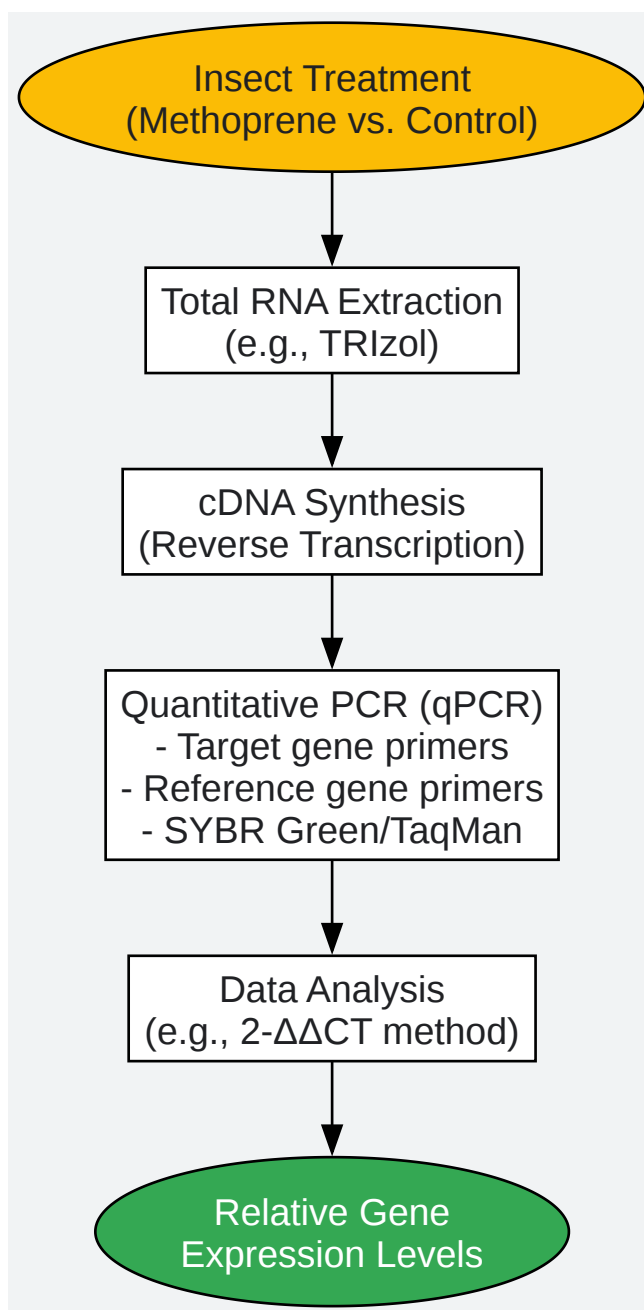 Insect Treatment
(Methoprene vs. Control)
Total RNA Extraction
(e.g., TRIzol)
cDNA Synthesis
(Reverse Transcription)
Quantitative PCR (qPCR)
- Target gene primers
- Reference gene primers
- SYBR Green/TaqMan
Data Analysis
(e.g., 2-ΔΔCT method)
Relative Gene
Expression Levels